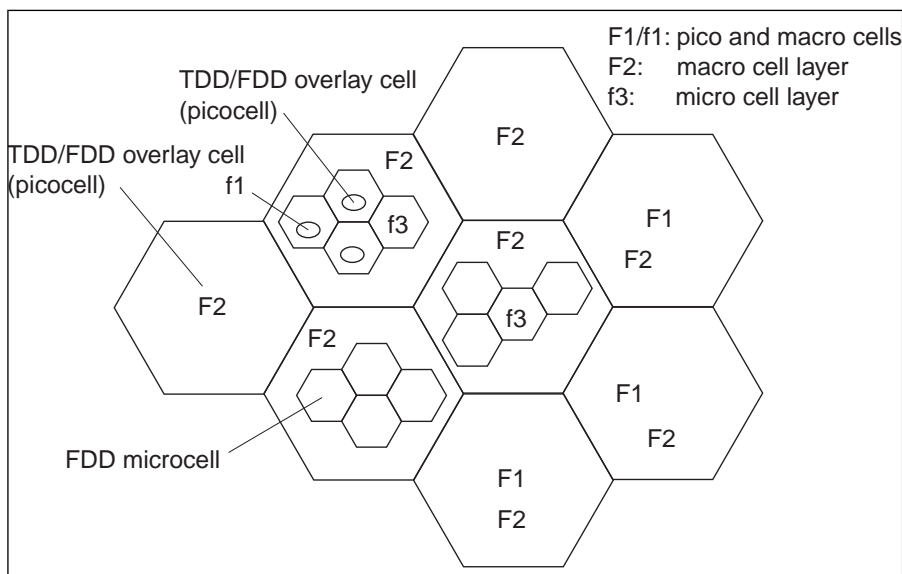 F1/f1: pico and macro cells
F2: macro cell layer
f3: micro cell layer
TDD/FDD overlay cell
(picocell)
TDD/FDD overlay cell
(picocell)
f1
F2
F2
f3
F1
F2
F2
F2
f3
F2
F1
F2
FDD microcell
F1
F2